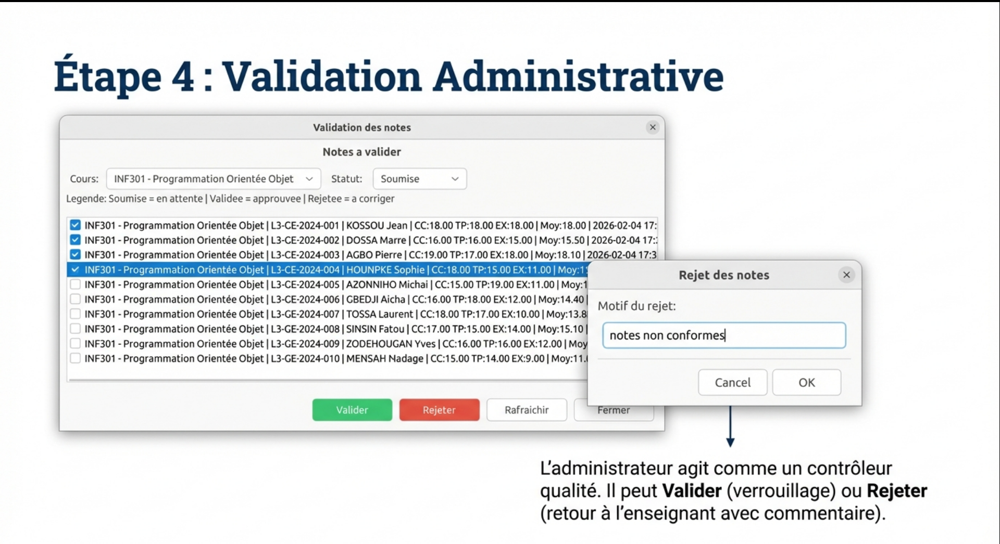 Étape 4 : Validation Administrative
Validation des notes
Notes a valider
Cours: INF301 - Programmation Orientée Objet Statut: Soumise
Legende: Soumise = en attente | Validee = approuvee | Rejetee = a corriger
INF301 - Programmation Orientée Objet | L3-CE-2024-001 | KOSSOU Jean | CC:18.00 TP:18.00 EX:18.00 | Moy:18.00 | 2026-02-04 17:
INF301 - Programmation Orientée Objet | L3-CE-2024-002 | DOSSA Marre | CC:16.00 TP:16.00 EX:15.00 | Moy:15.50 | 2026-02-04 17:
INF301 - Programmation Orientée Objet | L3-CE-2024-003 | AGBO Pierre | CC:19.00 TP:17.00 EX:18.00 | Moy:18.10 | 2026-02-04 17:3
INF301 - Programmation Orientée Objet | L3-CE-2024-004 | HOUNPKE Sophie | CC:18.00 TP:15.00 EX:11.00 | Moy:1
INF301 - Programmation Orientée Objet | L3-CE-2024-005 | AZONNIHO Michai | CC:15.00 TP:19.00 EX:11.00 | Moy:1
INF301 - Programmation Orientée Objet | L3-CE-2024-006 | GBEDJI Aicha | CC:16.00 TP:18.00 EX:12.00 | Moy:14.40 |
INF301 - Programmation Orientée Objet | L3-GE-2024-007 | TOSSA Laurent | CC:18.00 TP:17.00 EX:10.00 | Moy:13.8
INF301 - Programmation Orientée Objet | L3-GE-2024-008 | SINSIN Fatou | CC:17.00 TP:15.00 EX:14.00 | Moy:15.10 |
INF301 - Programmation Orientée Objet | L3-GE-2024-009 | ZODEHOUGAN Yves | CC:16.00 TP:16.00 EX:12.00 | Moy
INF301 - Programmation Orientée Objet | L3-GE-2024-010 | MENSAH Nadage | CC:15.00 TP:14.00 EX:9.00 | Moy:11.
Valider Rejeter Rafraichir Fermer
Rejet des notes
Motif du rejet:
notes non conformes
Cancel OK
L'administrateur agit comme un contrôleur
qualité. Il peut Valider (verrouillage) ou Rejeter
(retour à l'enseignant avec commentaire).